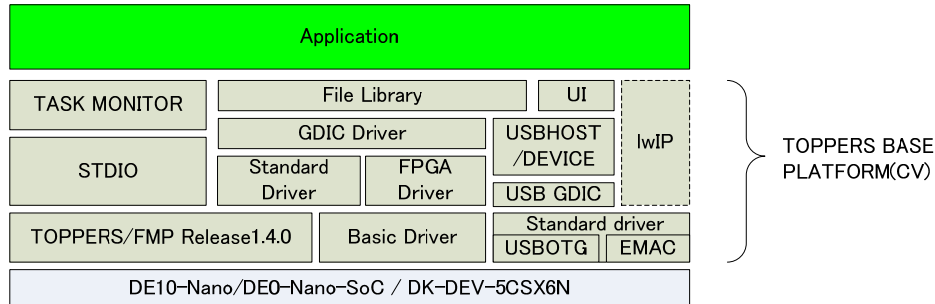 Application
TASK MONITOR
File Library
UI
lwIP
GDIC Driver
USBHOST
/DEVICE
STDIO
Standard
Driver
FPGA
Driver
USB GDIC
TOPPERS BASE
PLATFORM(CV)
TOPPERS/FMP Release1.4.0
Basic Driver
Standard driver
USBOTG
EMAC
DE10-Nano/DE0-Nano-SoC / DK-DEV-5CSX6N